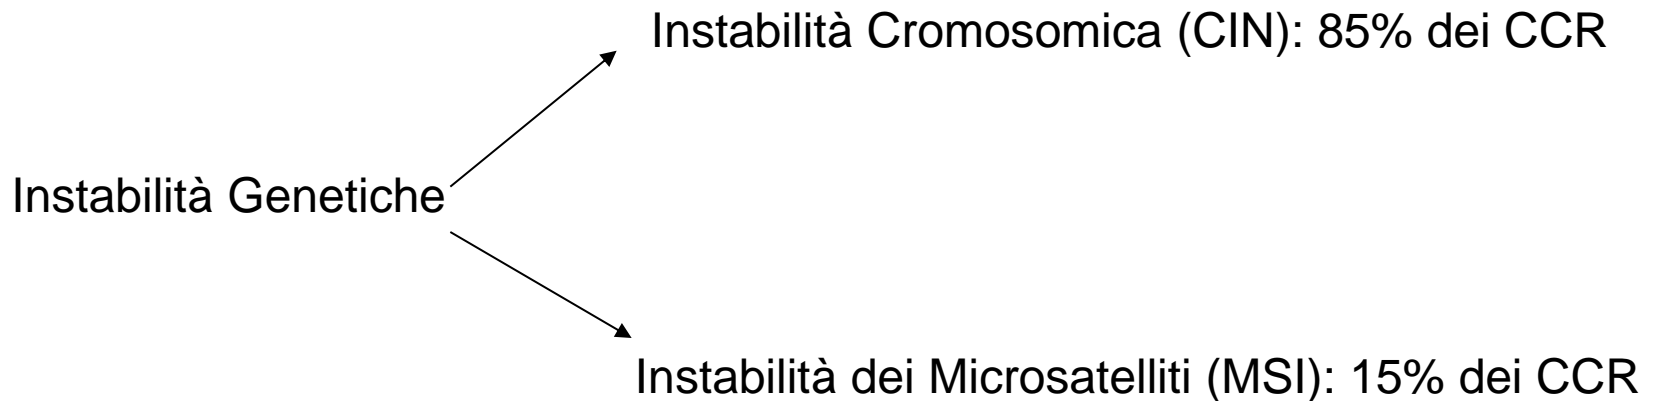 Instabilità Cromosomica (CIN): 85% dei CCR
Instabilità Genetiche
Instabilità dei Microsatelliti (MSI): 15% dei CCR